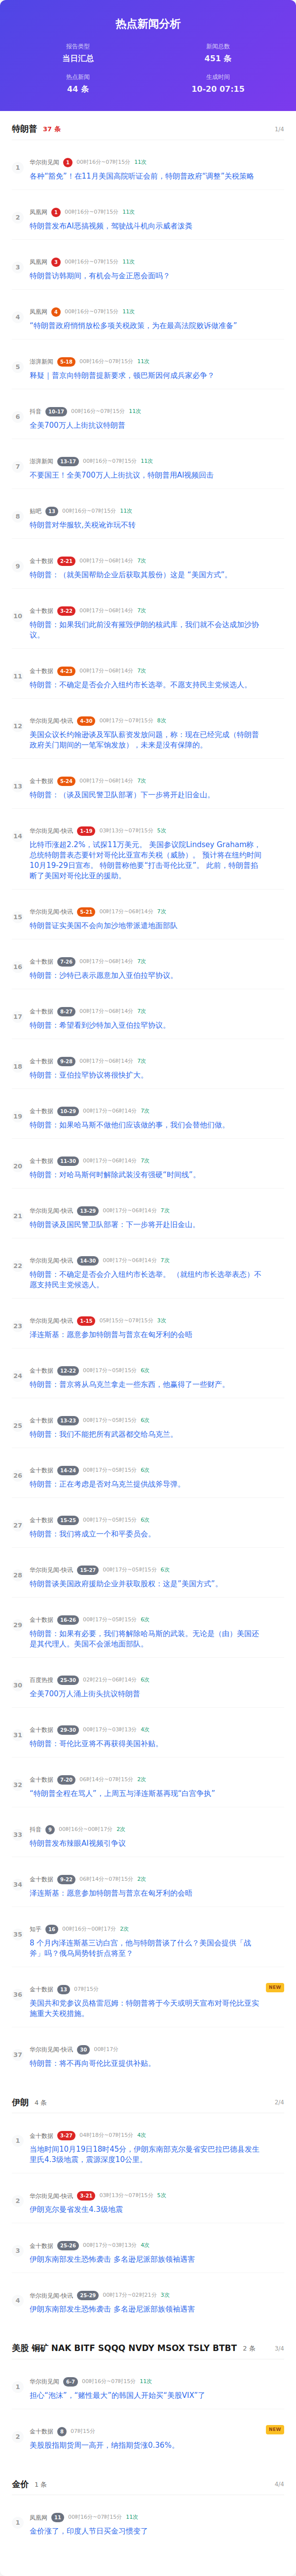 热点新闻分析
报告类型
当日汇总
新闻总数
451 条
热点新闻
44 条
生成时间
10-20 07:15
特朗普 37 条 1/4
1
华尔街见闻 1 00时16分~07时15分 11次
各种“豁免”！在11月美国高院听证会前，特朗普政府“调整”关税策略
2
凤凰网 1 00时16分~07时15分 11次
特朗普发布AI恶搞视频，驾驶战斗机向示威者泼粪
3
凤凰网 3 00时16分~07时15分 11次
特朗普访韩期间，有机会与金正恩会面吗？
4
凤凰网 4 00时16分~07时15分 11次
“特朗普政府悄悄放松多项关税政策，为在最高法院败诉做准备”
5
澎湃新闻 5-18 00时16分~07时15分 11次
释疑｜普京向特朗普提新要求，顿巴斯因何成兵家必争？
6
抖音 10-17 00时16分~07时15分 11次
全美700万人上街抗议特朗普
7
澎湃新闻 13-17 00时16分~07时15分 11次
不要国王！全美700万人上街抗议，特朗普用AI视频回击
8
贴吧 13 00时16分~07时15分 11次
特朗普对华服软,关税讹诈玩不转
9
金十数据 2-21 00时17分~06时14分 7次
特朗普：（就美国帮助企业后获取其股份）这是 “美国方式”。
10
金十数据 3-22 00时17分~06时14分 7次
特朗普：如果我们此前没有摧毁伊朗的核武库，我们就不会达成加沙协
议。
11
金十数据 4-23 00时17分~06时14分 7次
特朗普：不确定是否会介入纽约市长选举。不愿支持民主党候选人。
12
华尔街见闻-快讯 4-30 00时17分~07时15分 8次
美国众议长约翰逊谈及军队薪资发放问题，称：现在已经完成（特朗普
政府关门期间的一笔军饷发放），未来是没有保障的。
13
金十数据 5-24 00时17分~06时14分 7次
特朗普：（谈及国民警卫队部署）下一步将开赴旧金山。
14
华尔街见闻-快讯 1-19 03时13分~07时15分 5次
比特币涨超2.2%，试探11万美元。 美国参议院Lindsey Graham称，
总统特朗普表态要针对哥伦比亚宣布关税（威胁）。 预计将在纽约时间
10月19-29日宣布。 特朗普称他要“打击哥伦比亚”。 此前，特朗普掐
断了美国对哥伦比亚的援助。
15
华尔街见闻-快讯 5-21 00时17分~06时14分 7次
特朗普证实美国不会向加沙地带派遣地面部队
16
金十数据 7-26 00时17分~06时14分 7次
特朗普：沙特已表示愿意加入亚伯拉罕协议。
17
金十数据 8-27 00时17分~06时14分 7次
特朗普：希望看到沙特加入亚伯拉罕协议。
18
金十数据 9-28 00时17分~06时14分 7次
特朗普：亚伯拉罕协议将很快扩大。
19
金十数据 10-29 00时17分~06时14分 7次
特朗普：如果哈马斯不做他们应该做的事，我们会替他们做。
20
金十数据 11-30 00时17分~06时14分 7次
特朗普：对哈马斯何时解除武装没有强硬“时间线”。
21
华尔街见闻-快讯 13-29 00时17分~06时14分 7次
特朗普谈及国民警卫队部署：下一步将开赴旧金山。
22
华尔街见闻-快讯 14-30 00时17分~06时14分 7次
特朗普：不确定是否会介入纽约市长选举。 （就纽约市长选举表态）不
愿支持民主党候选人。
23
华尔街见闻-快讯 1-15 05时15分~07时15分 3次
泽连斯基：愿意参加特朗普与普京在匈牙利的会晤
24
金十数据 12-22 00时17分~05时15分 6次
特朗普：普京将从乌克兰拿走一些东西，他赢得了一些财产。
25
金十数据 13-23 00时17分~05时15分 6次
特朗普：我们不能把所有武器都交给乌克兰。
26
金十数据 14-24 00时17分~05时15分 6次
特朗普：正在考虑是否对乌克兰提供战斧导弹。
27
金十数据 15-25 00时17分~05时15分 6次
特朗普：我们将成立一个和平委员会。
28
华尔街见闻-快讯 15-27 00时17分~05时15分 6次
特朗普谈美国政府援助企业并获取股权：这是“美国方式”。
29
金十数据 16-26 00时17分~05时15分 6次
特朗普：如果有必要，我们将解除哈马斯的武装。无论是（由）美国还
是其代理人。美国不会派地面部队。
30
百度热搜 25-30 02时21分~06时14分 6次
全美700万人涌上街头抗议特朗普
31
金十数据 29-30 00时17分~03时13分 4次
特朗普：哥伦比亚将不再获得美国补贴。
32
金十数据 7-20 06时14分~07时15分 2次
“特朗普全程在骂人”，上周五与泽连斯基再现“白宫争执”
33
抖音 9 00时16分~00时17分 2次
特朗普发布辣眼AI视频引争议
34
金十数据 9-22 06时14分~07时15分 2次
泽连斯基：愿意参加特朗普与普京在匈牙利的会晤
35
知乎 16 00时16分~00时17分 2次
8 个月内泽连斯基三访白宫，他与特朗普谈了什么？美国会提供「战
斧」吗？俄乌局势转折点将至？
36
金十数据 13 07时15分 NEW
美国共和党参议员格雷厄姆：特朗普将于今天或明天宣布对哥伦比亚实
施重大关税措施。
37
华尔街见闻-快讯 30 00时17分
特朗普：将不再向哥伦比亚提供补贴。
伊朗 4 条 2/4
1
金十数据 3-27 04时18分~07时15分 4次
当地时间10月19日18时45分，伊朗东南部克尔曼省安巴拉巴德县发生
里氏4.3级地震，震源深度10公里。
2
华尔街见闻-快讯 3-21 03时13分~07时15分 5次
伊朗克尔曼省发生4.3级地震
3
金十数据 25-26 00时17分~03时13分 4次
伊朗东南部发生恐怖袭击 多名逊尼派部族领袖遇害
4
华尔街见闻-快讯 25-29 00时17分~02时21分 3次
伊朗东南部发生恐怖袭击 多名逊尼派部族领袖遇害
美股 铜矿 NAK BITF SQQQ NVDY MSOX TSLY BTBT 2 条 3/4
1
华尔街见闻 6-7 00时16分~07时15分 11次
担心“泡沫”，“赌性最大”的韩国人开始买“美股VIX”了
2
金十数据 8 07时15分 NEW
美股股指期货周一高开，纳指期货涨0.36%。
金价 1 条 4/4
1
凤凰网 11 00时16分~07时15分 11次
金价涨了，印度人节日买金习惯变了